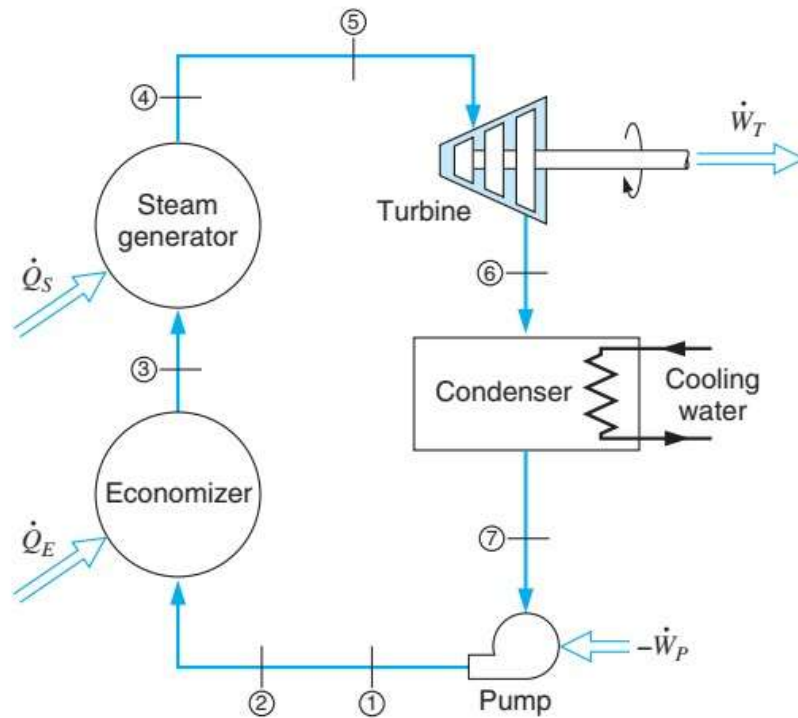 ⑤
④
Ẇ_T
Steam
generator
Turbine
Q̇_S
⑥
③
Condenser
Cooling
water
Economizer
Q̇_E
⑦
–Ẇ_P
②
①
Pump